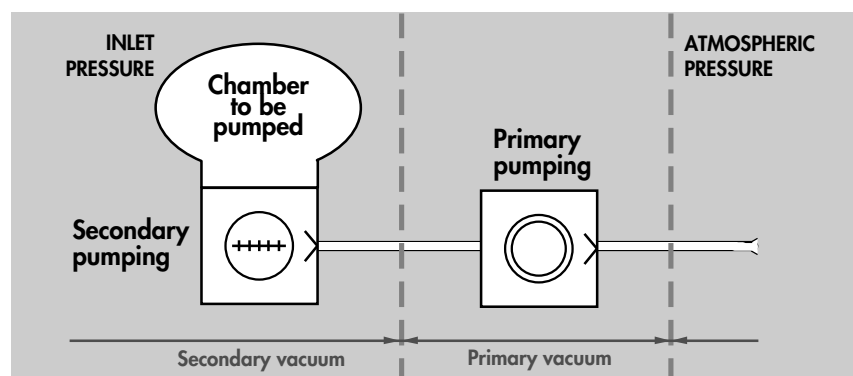 INLET
PRESSURE
Chamber
to be
pumped
ATMOSPHERIC
PRESSURE
Primary
pumping
Secondary
pumping
Secondary vacuum
Primary vacuum